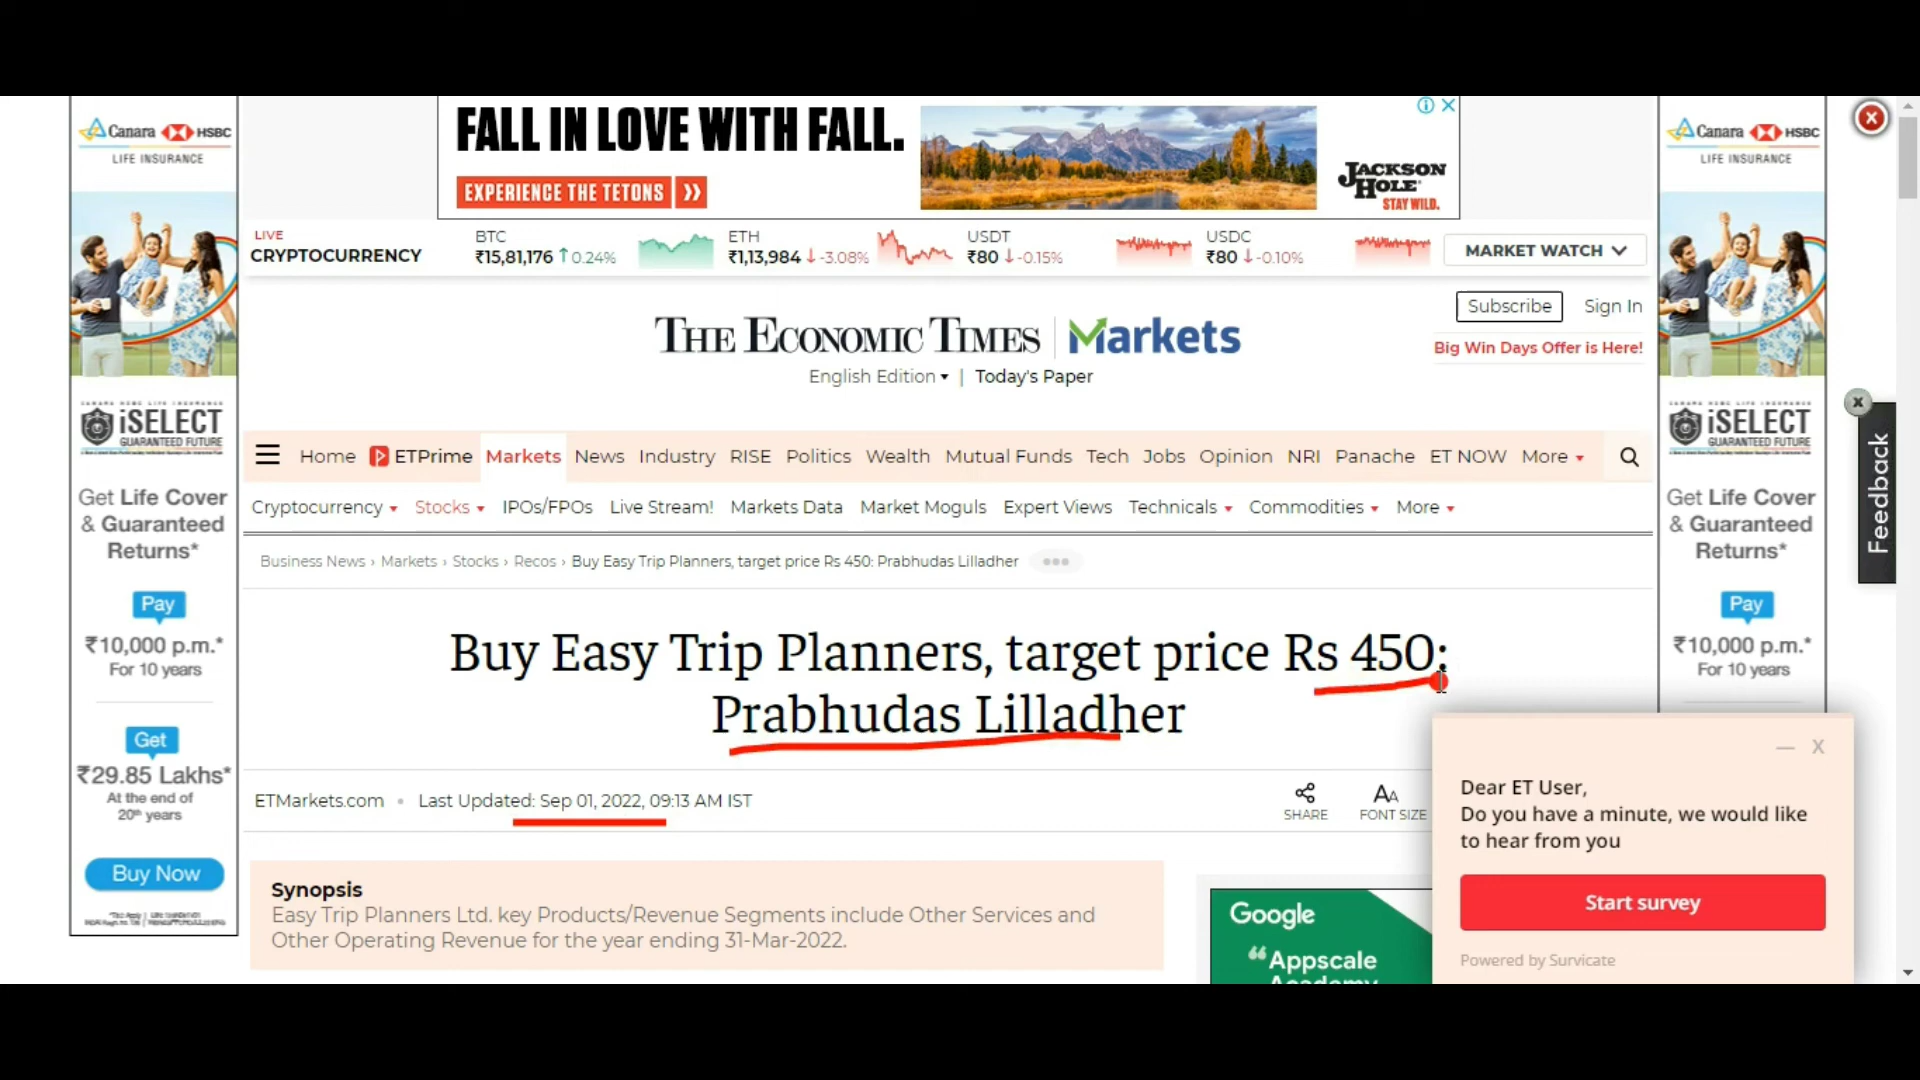 Canara HSBC
LIFE INSURANCE
iSELECT
GUARANTEED FUTURE
Get Life Cover
& Guaranteed
Returns*
Pay
₹10,000 p.m.*
For 10 years
Get
₹29.85 Lakhs*
At the end of
20th years
Buy Now
FALL IN LOVE WITH FALL.
EXPERIENCE THE TETONS
JACKSON
HOLE
STAY WILD.
LIVE
CRYPTOCURRENCY
BTC
₹15,81,176 ↑ 0.24%
ETH
₹1,13,984 ↓ -3.08%
USDT
₹80 ↓ -0.15%
USDC
₹80 ↓ -0.10%
MARKET WATCH
Subscribe Sign In
Big Win Days Offer is Here!
THE ECONOMIC TIMES | Markets
English Edition | Today's Paper
Home ETPrime Markets News Industry RISE Politics Wealth Mutual Funds Tech Jobs Opinion NRI Panache ET NOW More
Cryptocurrency Stocks IPOs/FPOs Live Stream! Markets Data Market Moguls Expert Views Technicals Commodities More
Business News › Markets › Stocks › Recos › Buy Easy Trip Planners, target price Rs 450: Prabhudas Lilladher
Buy Easy Trip Planners, target price Rs 450:
Prabhudas Lilladher
ETMarkets.com • Last Updated: Sep 01, 2022, 09:13 AM IST
SHARE
AA
FONT SIZE
Synopsis
Easy Trip Planners Ltd. key Products/Revenue Segments include Other Services and
Other Operating Revenue for the year ending 31-Mar-2022.
Google
“Appscale
Academy
Canara HSBC
LIFE INSURANCE
iSELECT
GUARANTEED FUTURE
Get Life Cover
& Guaranteed
Returns*
Pay
₹10,000 p.m.*
For 10 years
Feedback
Dear ET User,
Do you have a minute, we would like
to hear from you
Start survey
Powered by Survicate